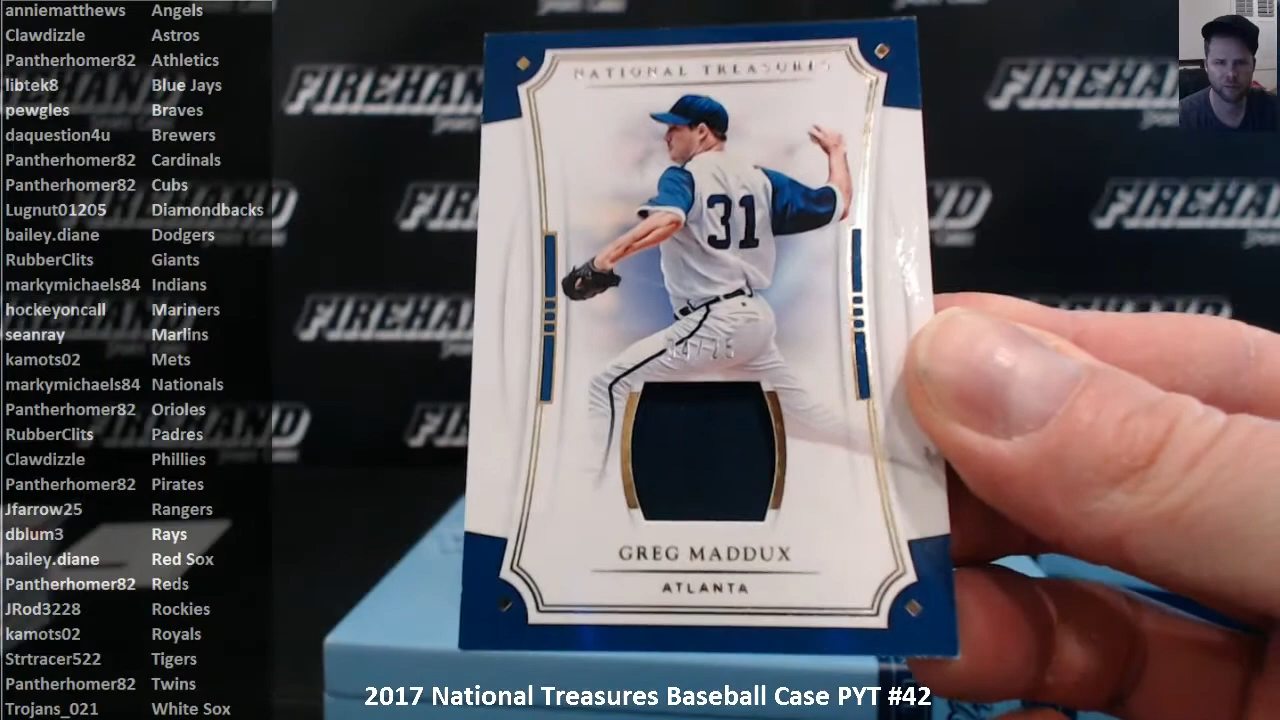 anniematthews Angels
Clawdizzle Astros
Pantherhomer82 Athletics
libtek8 Blue Jays
pewgles Braves
daquestion4u Brewers
Pantherhomer82 Cardinals
Pantherhomer82 Cubs
Lugnut01205 Diamondbacks
bailey.diane Dodgers
RubberClits Giants
markymichaels84 Indians
hockeyoncall Mariners
seanray Marlins
kamots02 Mets
markymichaels84 Nationals
Pantherhomer82 Orioles
RubberClits Padres
Clawdizzle Phillies
Pantherhomer82 Pirates
Jfarrow25 Rangers
dblum3 Rays
bailey.diane Red Sox
Pantherhomer82 Reds
JRod3228 Rockies
kamots02 Royals
Strtracer522 Tigers
Pantherhomer82 Twins
Trojans_021 White Sox
FIREHAND
NATIONAL TREASURES
31
GREG MADDUX
ATLANTA
2017 National Treasures Baseball Case PYT #42